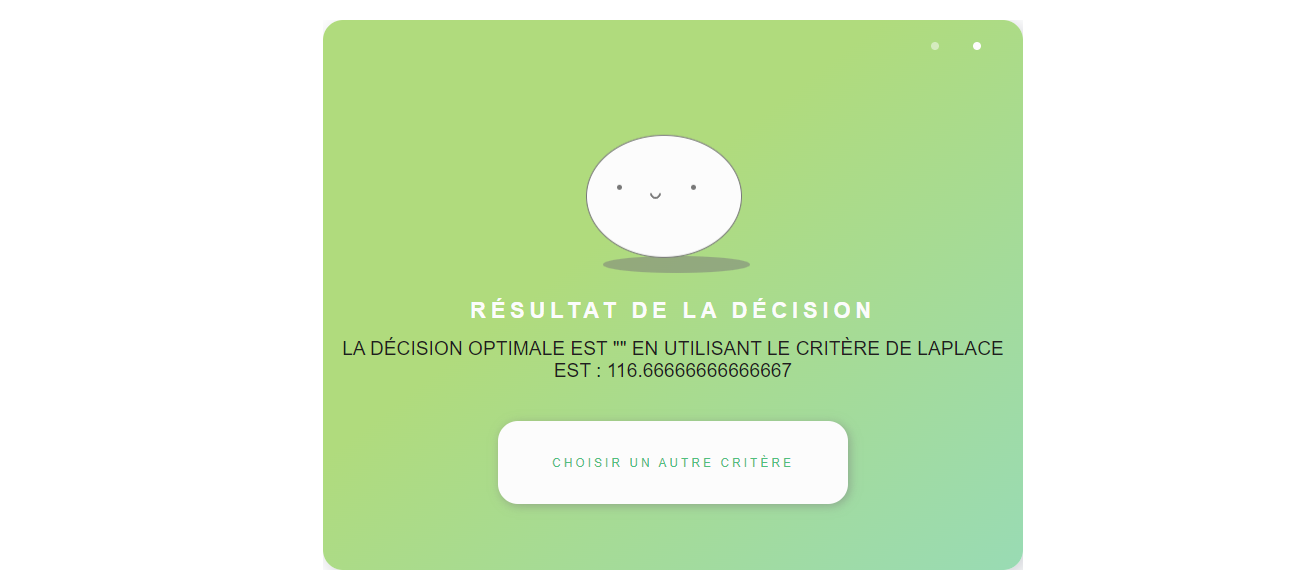 RÉSULTAT DE LA DÉCISION
LA DÉCISION OPTIMALE EST "" EN UTILISANT LE CRITÈRE DE LAPLACE
EST : 116.66666666666667
CHOISIR UN AUTRE CRITÈRE